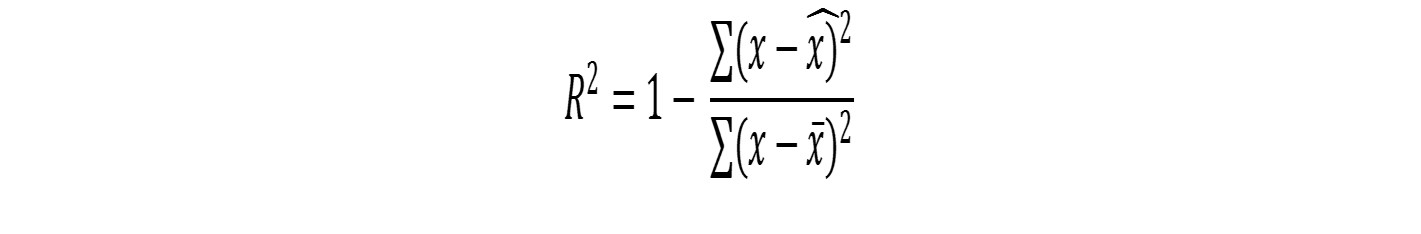 R² = 1 − ∑(x − x̂)² / ∑(x − x̄)²